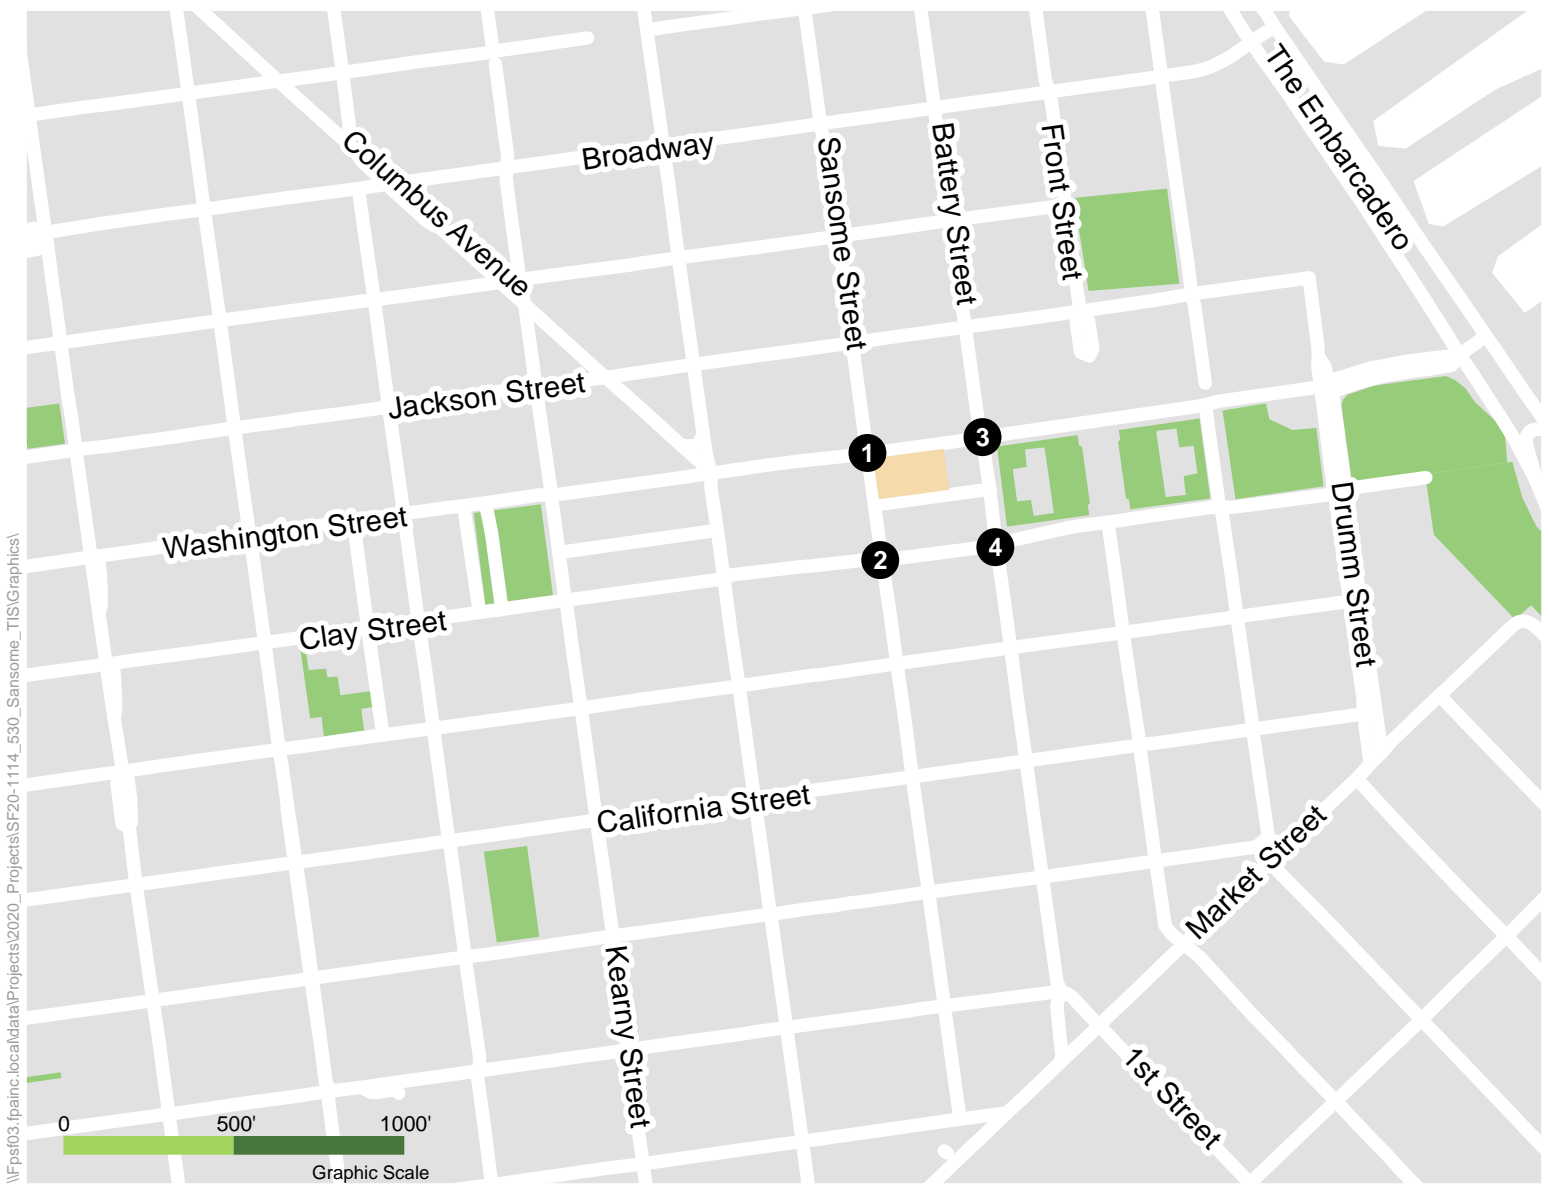 The Embarcadero
Columbus Avenue
Broadway
Sansome Street
Battery Street
Front Street
Jackson Street
1
3
Washington Street
2
4
Drumm Street
Clay Street
California Street
Market Street
Kearny Street
1st Street
0 500' 1000'
Graphic Scale
\\Fpsf03.fpainc.local\data\Projects\2020_Projects\SF20-1114_530_Sansome_TIS\Graphics\